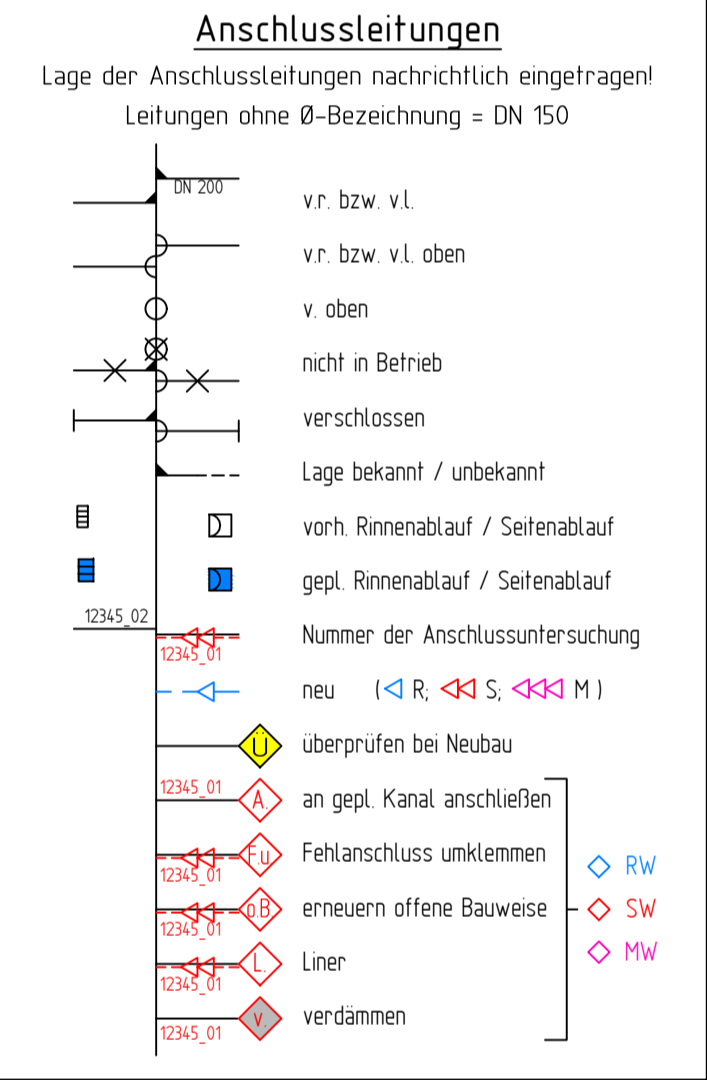 Anschlussleitungen
Lage der Anschlussleitungen nachrichtlich eingetragen!
Leitungen ohne Ø-Bezeichnung = DN 150
DN 200
v.r. bzw. v.l.
v.r. bzw. v.l. oben
v. oben
nicht in Betrieb
verschlossen
Lage bekannt / unbekannt
vorh. Rinnenablauf / Seitenablauf
gepl. Rinnenablauf / Seitenablauf
12345_02
12345_01
Nummer der Anschlussuntersuchung
neu ( R; S; M )
Ü überprüfen bei Neubau
12345_01
A. an gepl. Kanal anschließen
F.u Fehlanschluss umklemmen
12345_01
o.B erneuern offene Bauweise
12345_01
L. Liner
12345_01
v. verdämmen
12345_01
RW
SW
MW